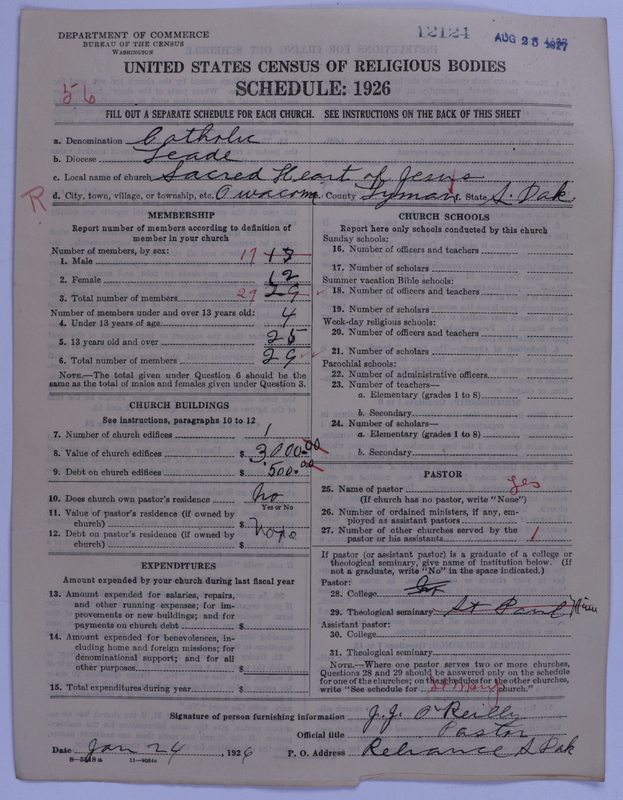 DEPARTMENT OF COMMERCE
BUREAU OF THE CENSUS
WASHINGTON
12124
AUG 25 1927
UNITED STATES CENSUS OF RELIGIOUS BODIES
SCHEDULE: 1926
56
FILL OUT A SEPARATE SCHEDULE FOR EACH CHURCH. SEE INSTRUCTIONS ON THE BACK OF THIS SHEET
a. Denomination Catholic
b. Diocese Leade
c. Local name of church Sacred Heart of Jesus
R
d. City, town, village, or township, etc. Owacoma County Lyman State S. Dak.
MEMBERSHIP
Report number of members according to definition of member in your church
Number of members, by sex:
1. Male 17 13
2. Female 12
3. Total number of members 29 29
Number of members under and over 13 years old:
4. Under 13 years of age 4
5. 13 years old and over 25
6. Total number of members 29
NOTE.—The total given under Question 6 should be the
same as the total of males and females given under Question 3.
CHURCH BUILDINGS
See instructions, paragraphs 10 to 12
7. Number of church edifices 1
8. Value of church edifices $ 3000.00
9. Debt on church edifices $ 500.00
10. Does church own pastor's residence No
Yes or No
11. Value of pastor's residence (if owned by
church) $
12. Debt on pastor's residence (if owned by
church) $
EXPENDITURES
Amount expended by your church during last fiscal year
13. Amount expended for salaries, repairs,
and other running expenses; for im-
provements or new buildings; and for
payments on church debt $
14. Amount expended for benevolences, in-
cluding home and foreign missions; for
denominational support; and for all
other purposes $
15. Total expenditures during year $
CHURCH SCHOOLS
Report here only schools conducted by this church
Sunday schools:
16. Number of officers and teachers
17. Number of scholars
Summer vacation Bible schools:
18. Number of officers and teachers
19. Number of scholars
Week-day religious schools:
20. Number of officers and teachers
21. Number of scholars
Parochial schools:
22. Number of administrative officers
23. Number of teachers—
a. Elementary (grades 1 to 8)
b. Secondary
24. Number of scholars—
a. Elementary (grades 1 to 8)
b. Secondary
PASTOR
25. Name of pastor yes
(If church has no pastor, write "None")
26. Number of ordained ministers, if any, em-
ployed as assistant pastors
27. Number of other churches served by the
pastor or his assistants 1
If pastor (or assistant pastor) is a graduate of a college or
theological seminary, give name of institution below. (If
not a graduate, write "No" in the space indicated.)
Pastor:
28. College
29. Theological seminary St Paul Minn
Assistant pastor:
30. College
31. Theological seminary
NOTE.—Where one pastor serves two or more churches,
Questions 28 and 29 should be answered only on the schedule
for one of the churches; on the schedules for the other churches,
write "See schedule for St Mary church."
Signature of person furnishing information J. J. O'Reilly
Official title Pastor
Date Jan 24, 1926 P. O. Address Reliance S Dak